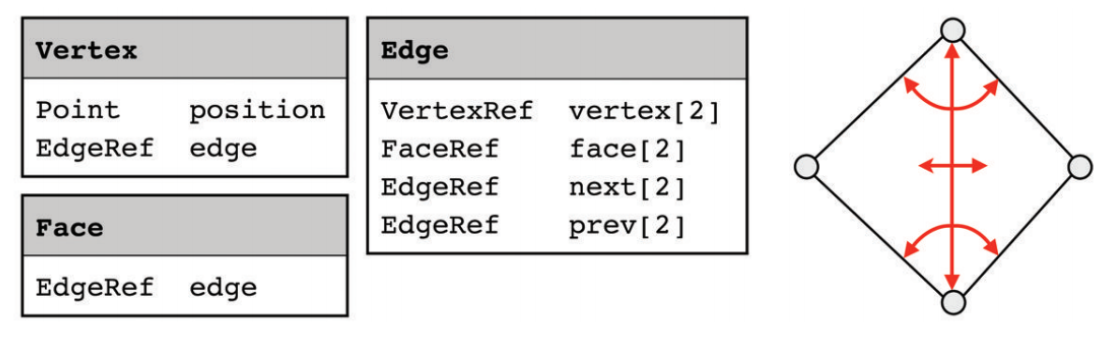 Vertex
Point position
EdgeRef edge
Face
EdgeRef edge
Edge
VertexRef vertex[2]
FaceRef face[2]
EdgeRef next[2]
EdgeRef prev[2]